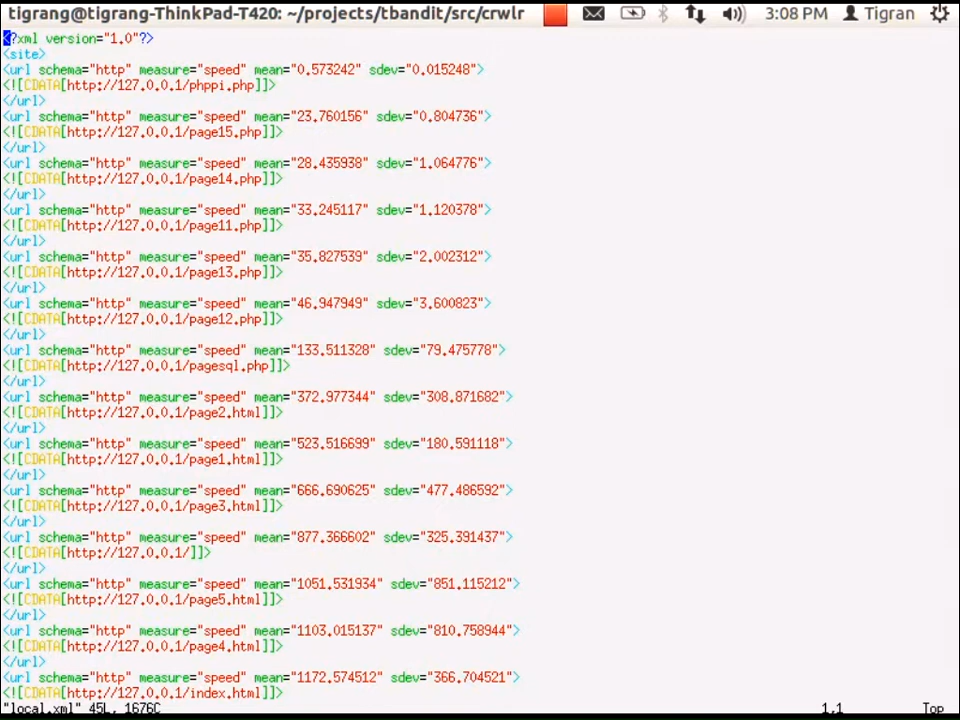 tigrang@tigrang-ThinkPad-T420: ~/projects/tbandit/src/crwlr 3:08 PM Tigran
<?xml version="1.0"?>
<site>
<url schema="http" measure="speed" mean="0.573242" sdev="0.015248">
<![CDATA[http://127.0.0.1/phppi.php]]>
</url>
<url schema="http" measure="speed" mean="23.760156" sdev="0.804736">
<![CDATA[http://127.0.0.1/page15.php]]>
</url>
<url schema="http" measure="speed" mean="28.435938" sdev="1.064776">
<![CDATA[http://127.0.0.1/page14.php]]>
</url>
<url schema="http" measure="speed" mean="33.245117" sdev="1.120378">
<![CDATA[http://127.0.0.1/page11.php]]>
</url>
<url schema="http" measure="speed" mean="35.827539" sdev="2.002312">
<![CDATA[http://127.0.0.1/page13.php]]>
</url>
<url schema="http" measure="speed" mean="46.947949" sdev="3.600823">
<![CDATA[http://127.0.0.1/page12.php]]>
</url>
<url schema="http" measure="speed" mean="133.511328" sdev="79.475778">
<![CDATA[http://127.0.0.1/pagesql.php]]>
</url>
<url schema="http" measure="speed" mean="372.977344" sdev="308.871682">
<![CDATA[http://127.0.0.1/page2.html]]>
</url>
<url schema="http" measure="speed" mean="523.516699" sdev="180.591118">
<![CDATA[http://127.0.0.1/page1.html]]>
</url>
<url schema="http" measure="speed" mean="666.690625" sdev="477.486592">
<![CDATA[http://127.0.0.1/page3.html]]>
</url>
<url schema="http" measure="speed" mean="877.366602" sdev="325.391437">
<![CDATA[http://127.0.0.1/]]>
</url>
<url schema="http" measure="speed" mean="1051.531934" sdev="851.115212">
<![CDATA[http://127.0.0.1/page5.html]]>
</url>
<url schema="http" measure="speed" mean="1103.015137" sdev="810.758944">
<![CDATA[http://127.0.0.1/page4.html]]>
</url>
<url schema="http" measure="speed" mean="1172.574512" sdev="366.704521">
<![CDATA[http://127.0.0.1/index.html]]>
"local.xml" 45L, 1676C 1,1 Top